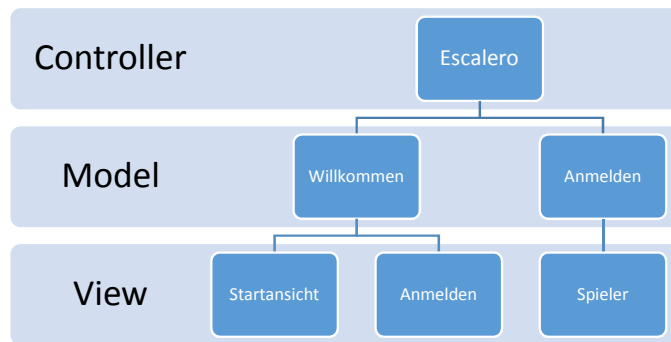 Controller
Escalero
Model
Willkommen
Anmelden
View
Startansicht
Anmelden
Spieler